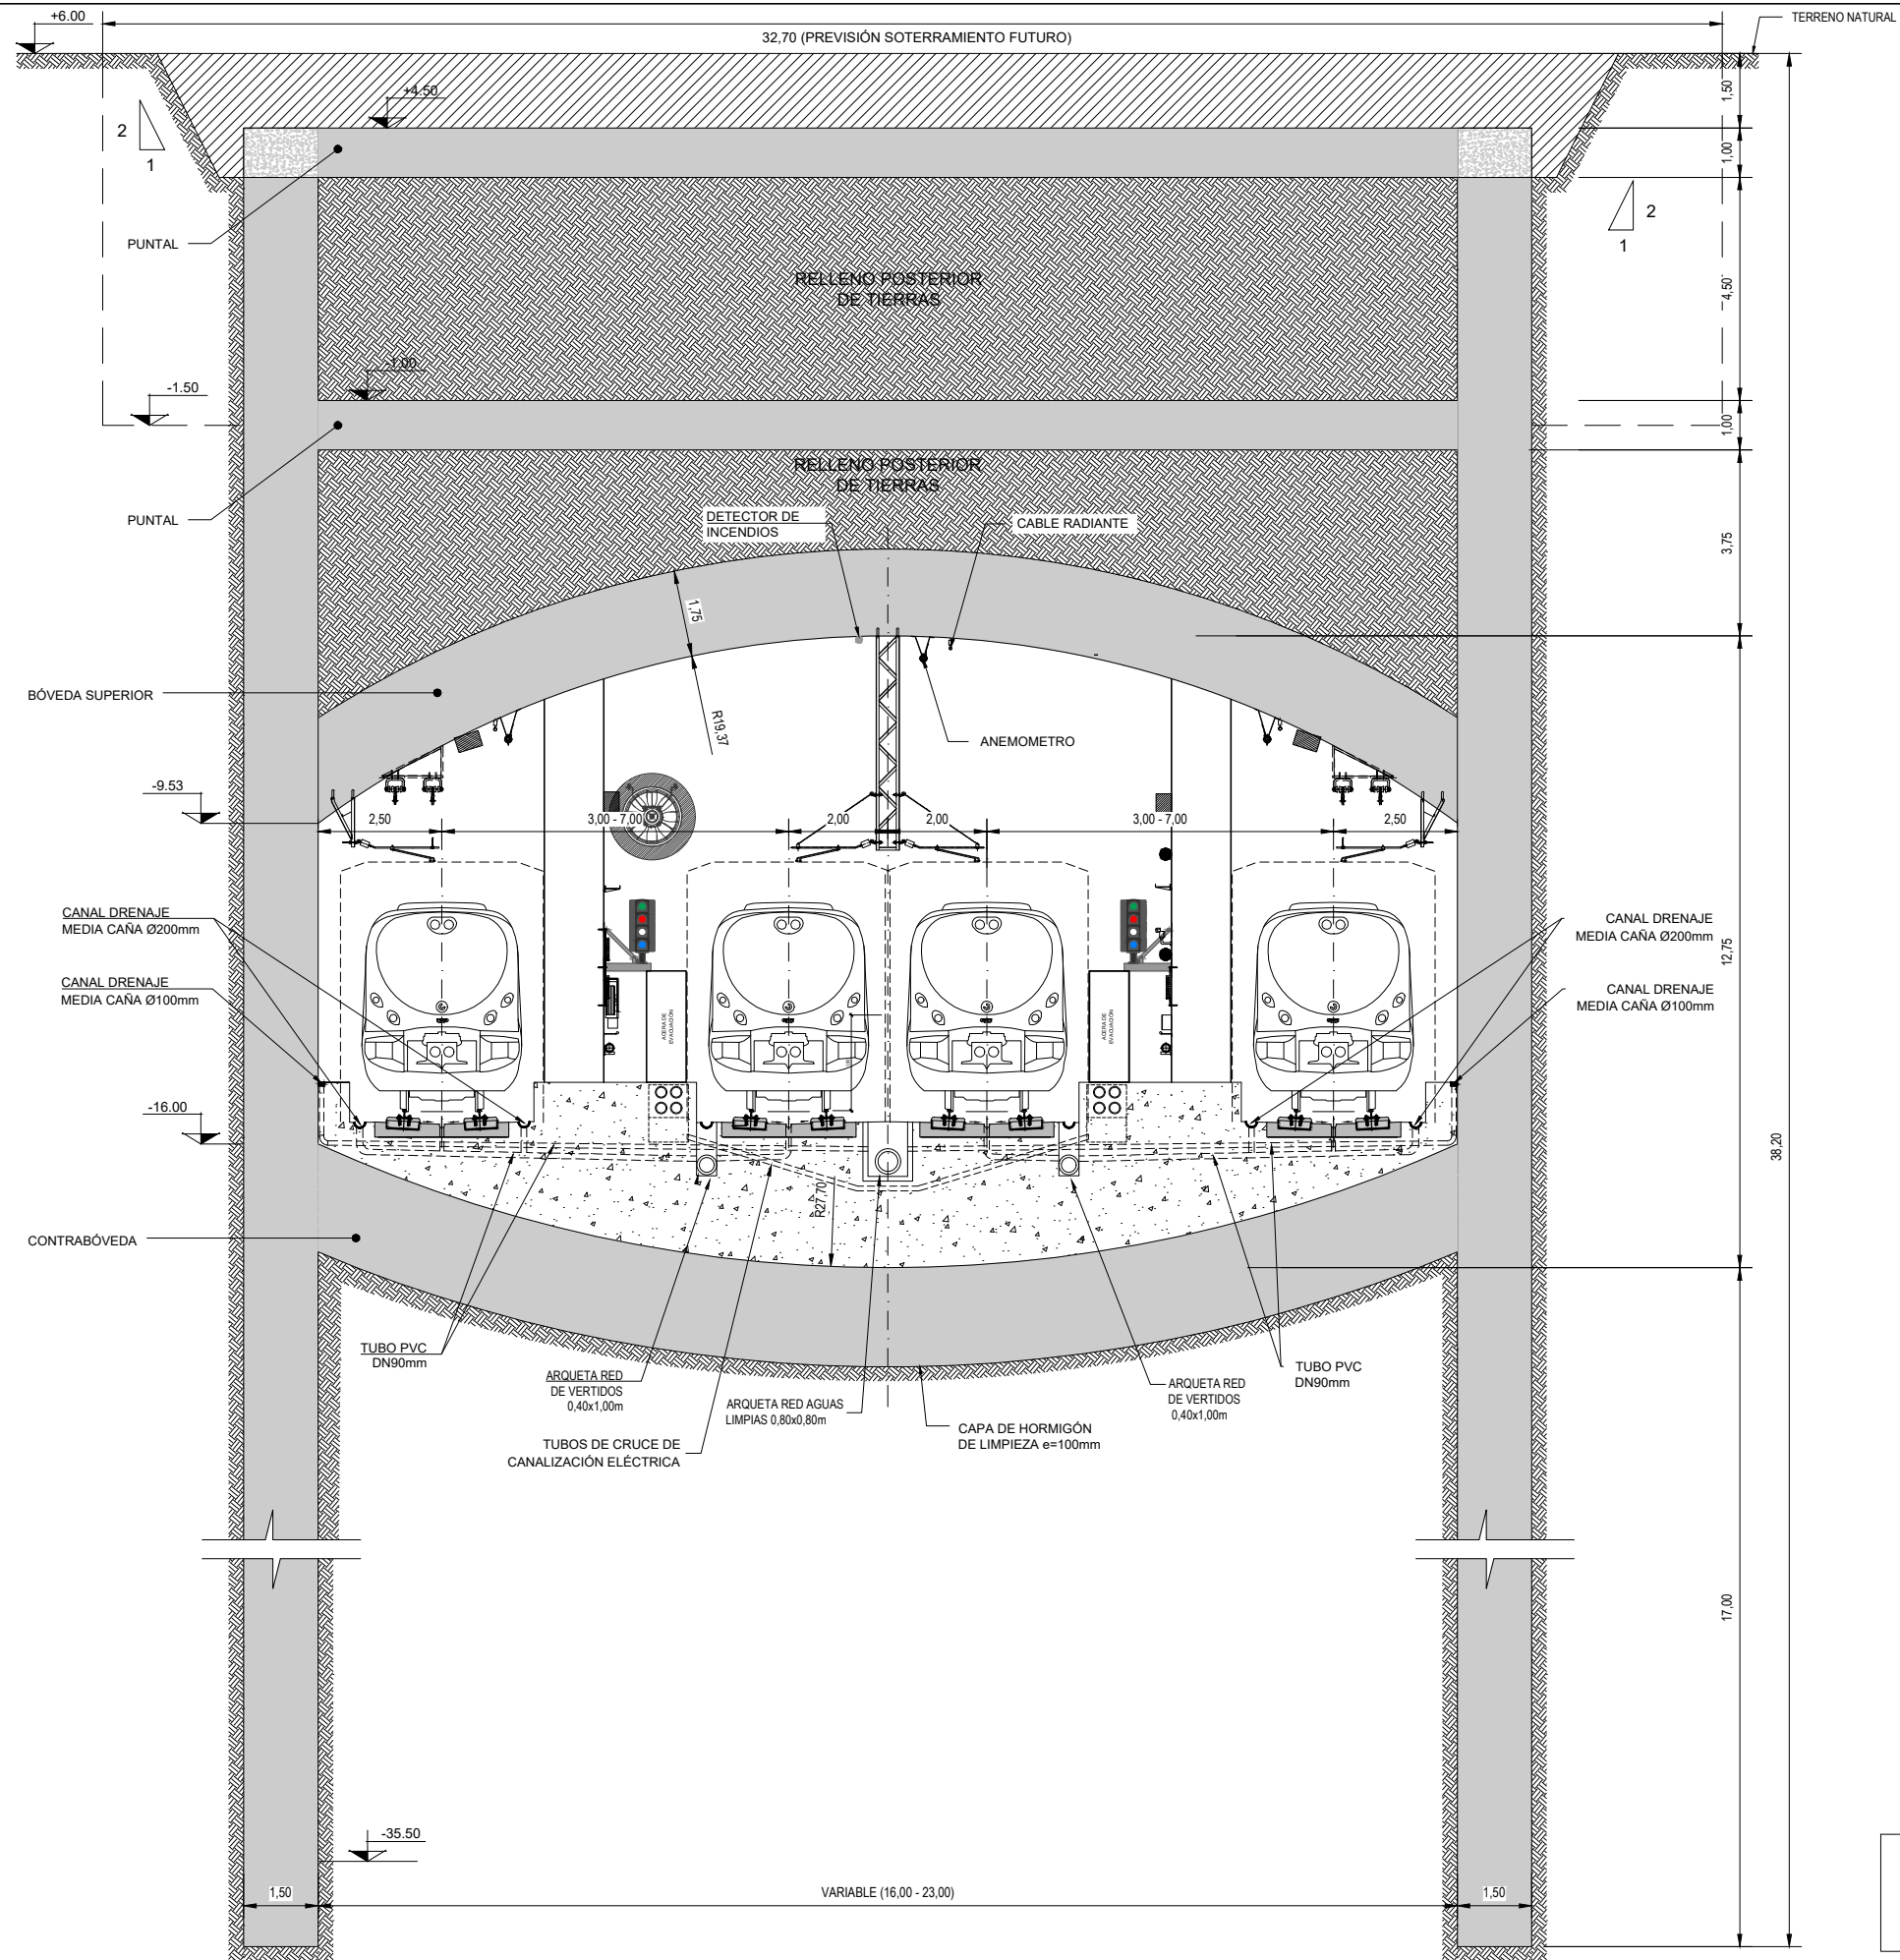 +6.00
32,70 (PREVISIÓN SOTERRAMIENTO FUTURO)
TERRENO NATURAL
+4.50
1,50
2
1
1,00
2
1
PUNTAL
RELLENO POSTERIOR
DE TIERRAS
4,50
-1.00
-1.50
1,00
RELLENO POSTERIOR
DE TIERRAS
PUNTAL
DETECTOR DE
INCENDIOS
CABLE RADIANTE
3,75
1,75
BÓVEDA SUPERIOR
R19,37
ANEMOMETRO
-9.53
2,50
3,00 - 7,00
2,00
2,00
3,00 - 7,00
2,50
CANAL DRENAJE
MEDIA CAÑA Ø200mm
CANAL DRENAJE
MEDIA CAÑA Ø200mm
12,75
CANAL DRENAJE
MEDIA CAÑA Ø100mm
CANAL DRENAJE
MEDIA CAÑA Ø100mm
ACERA DE
EVACUACIÓN
ACERA DE
EVACUACIÓN
-16.00
38,20
R27,70
CONTRABÓVEDA
TUBO PVC
DN90mm
ARQUETA RED
DE VERTIDOS
0,40x1,00m
ARQUETA RED AGUAS
LIMPIAS 0,80x0,80m
TUBOS DE CRUCE DE
CANALIZACIÓN ELÉCTRICA
CAPA DE HORMIGÓN
DE LIMPIEZA e=100mm
ARQUETA RED
DE VERTIDOS
0,40x1,00m
TUBO PVC
DN90mm
17,00
-35.50
1,50
VARIABLE (16,00 - 23,00)
1,50